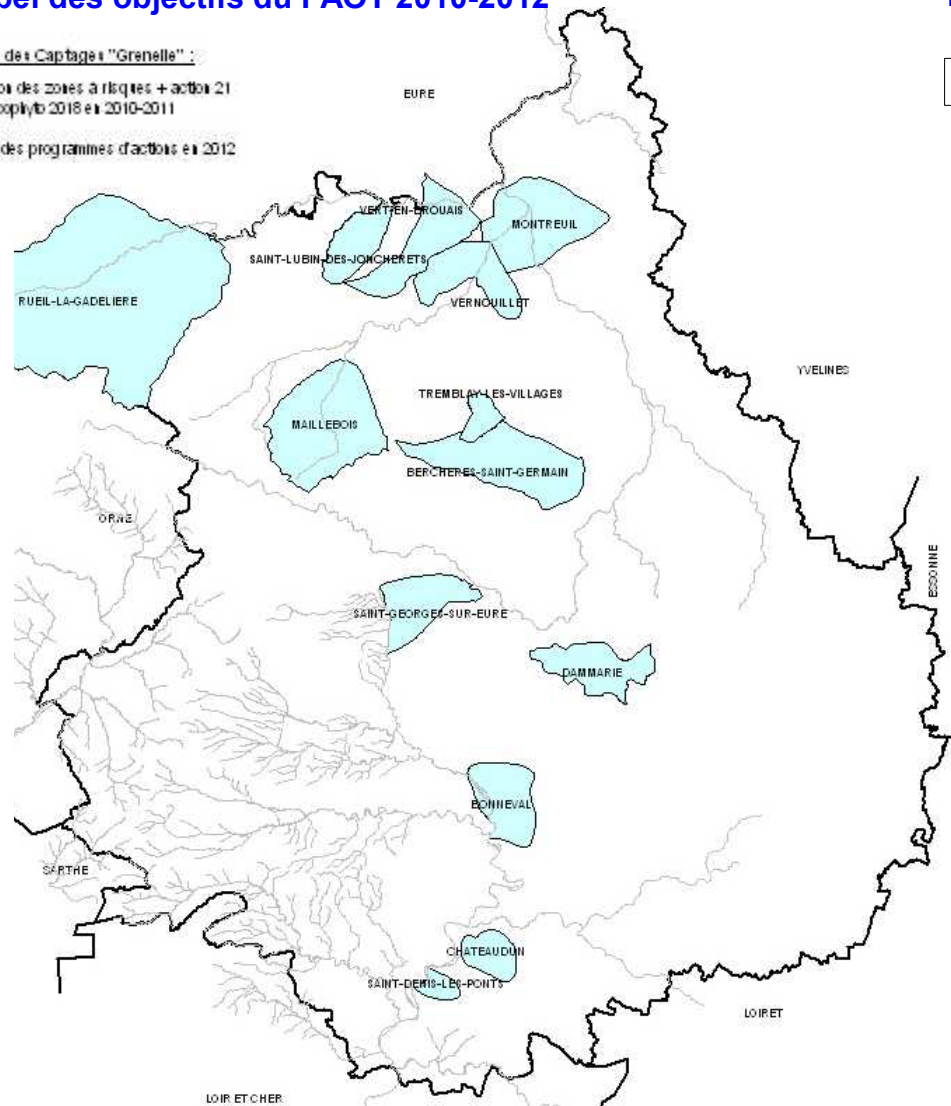 des objectifs du PAOT 2010-2012
des Captages "Grenelle" :
des zones à risques + action 21
2018 en 2010-2011
des programmes d'actions en 2012
EURE
VERT-EN-DROUAIS
MONTREUIL
SAINT-LUBIN-DES-JONCHERETS
RUEIL-LA-GADELIERE
VERNOUILLET
YVELINES
TREMBLAY-LES-VILLAGES
MAILLEBOIS
BERCHERES-SAINT-GERMAIN
ORNE
ESSONNE
SAINT-GEORGES-SUR-EURE
DAMMARIE
BONNEVAL
SARTHE
CHATEAUDUN
SAINT-DENIS-LES-PONTS
LOIRET
LOIR ET CHER